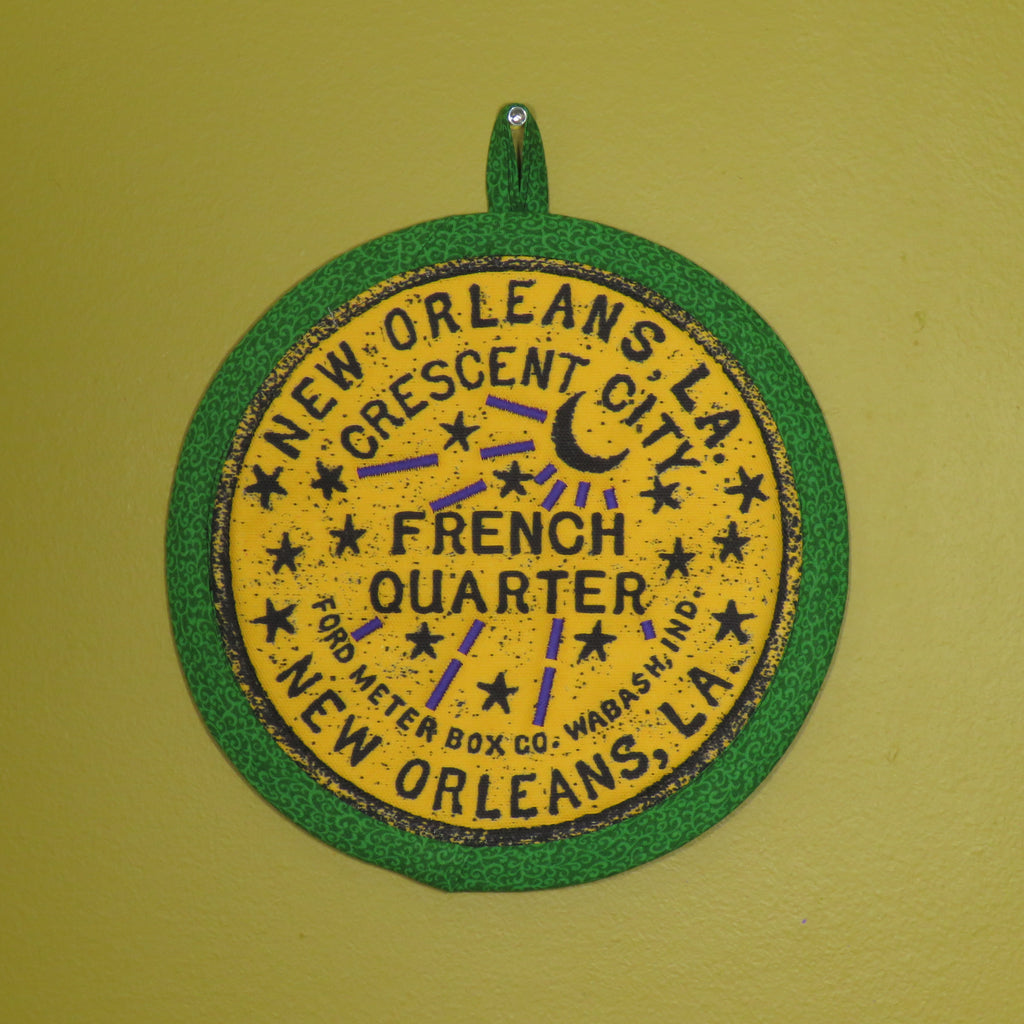 NEW ORLEANS, LA.
CRESCENT CITY
FRENCH
QUARTER
FORD METER BOX CO. WABASH, IND.
NEW ORLEANS, LA.